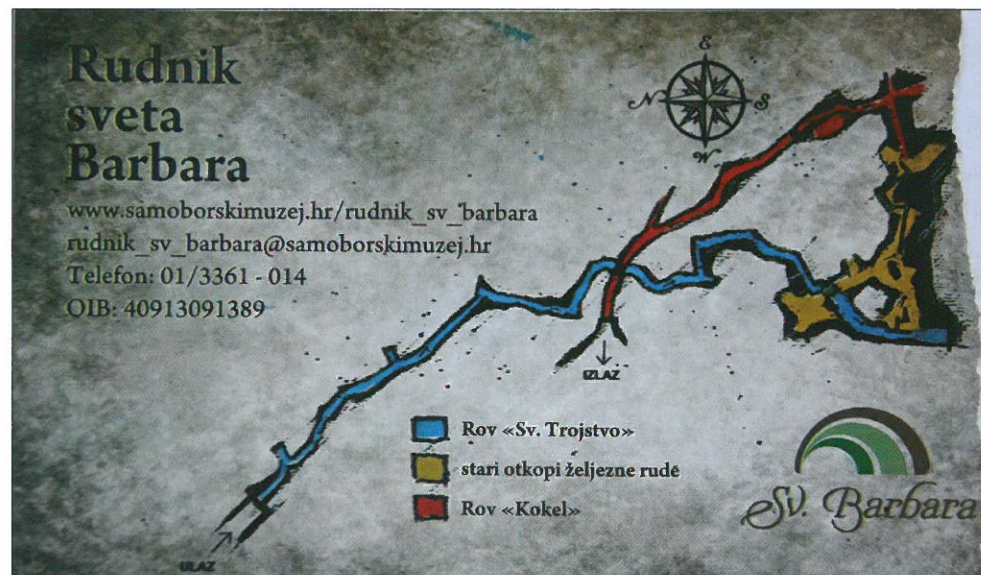 Rudnik
sveta
Barbara
www.samoborskimuzej.hr/rudnik_sv_barbara
rudnik_sv_barbara@samoborskimuzej.hr
Telefon: 01/3361 - 014
OIB: 40913091389
E
N
S
W
IZLAZ
Rov «Sv. Trojstvo»
stari otkopi željezne rude
Rov «Kokel»
Sv. Barbara
ULAZ